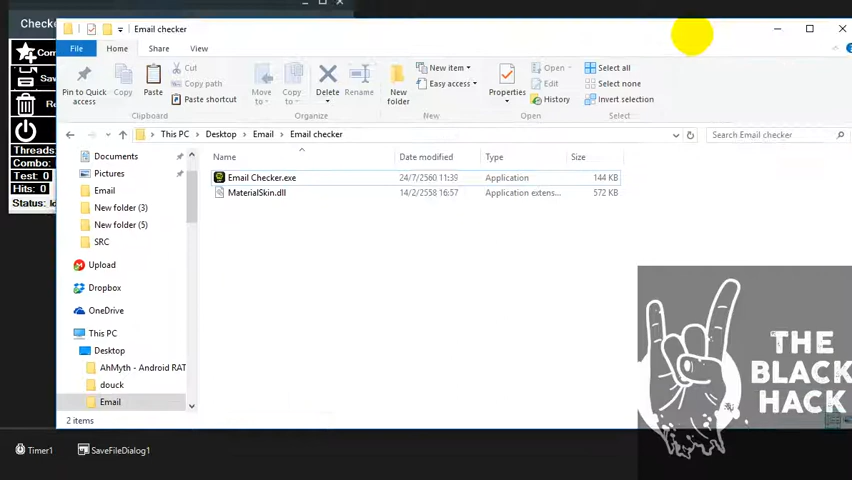 Checke
Email checker
File
Home
Share
View
Com
Pin to Quick access
Copy
Paste
Cut
Copy path
Paste shortcut
Move to
Copy to
Delete
Rename
New folder
New item
Easy access
Properties
Open
Edit
History
Select all
Select none
Invert selection
Clipboard
Organize
New
Open
Select
Sav
Re
This PC
Desktop
Email
Email checker
Search Email checker
Threads:
Combo:
Test: 0
Hits: 0
Status: Id
Documents
Pictures
Email
New folder (3)
New folder (5)
SRC
Upload
Dropbox
OneDrive
This PC
Desktop
AhMyth - Android RAT
douck
Email
Name
Date modified
Type
Size
Email Checker.exe
24/7/2560 11:39
Application
144 KB
MaterialSkin.dll
14/2/2558 16:57
Application extens...
572 KB
2 items
THE
BLACK
HACK
Timer1
SaveFileDialog1